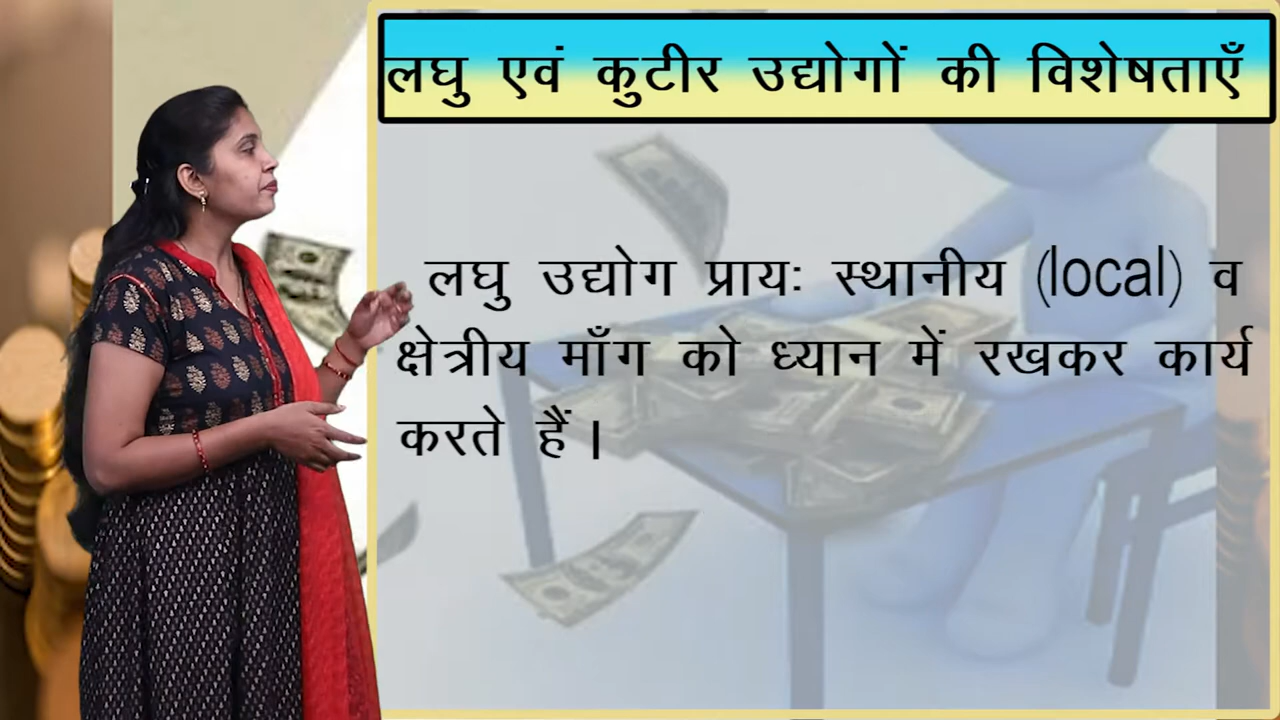 लघु एवं कुटीर उद्योगों की विशेषताएँ
लघु उद्योग प्रायः स्थानीय (local) व
क्षेत्रीय माँग को ध्यान में रखकर कार्य
करते हैं।